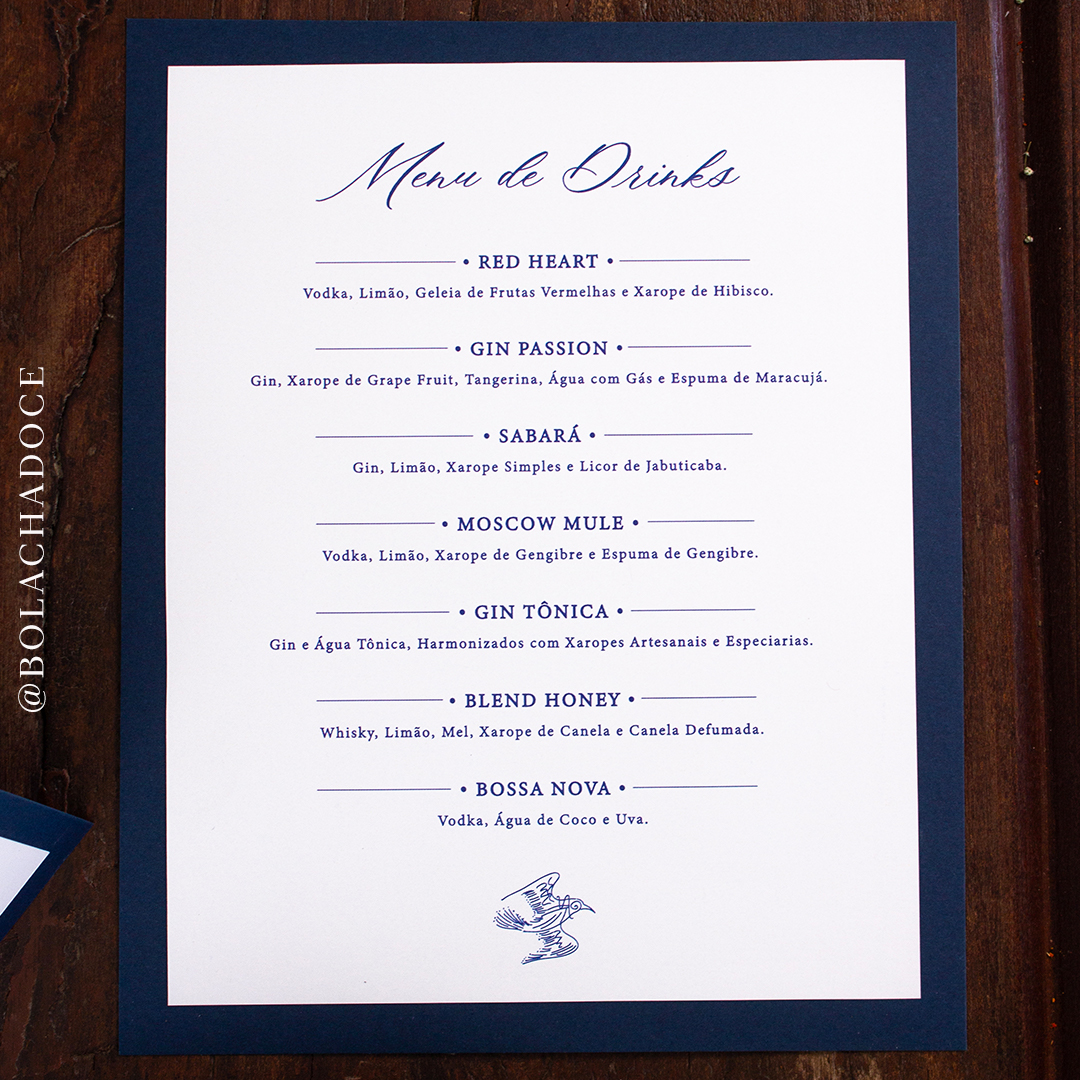 Menu de Drinks
• RED HEART •
Vodka, Limão, Geleia de Frutas Vermelhas e Xarope de Hibisco.
• GIN PASSION •
Gin, Xarope de Grape Fruit, Tangerina, Água com Gás e Espuma de Maracujá.
• SABARÁ •
Gin, Limão, Xarope Simples e Licor de Jabuticaba.
• MOSCOW MULE •
Vodka, Limão, Xarope de Gengibre e Espuma de Gengibre.
• GIN TÔNICA •
Gin e Água Tônica, Harmonizados com Xaropes Artesanais e Especiarias.
• BLEND HONEY •
Whisky, Limão, Mel, Xarope de Canela e Canela Defumada.
• BOSSA NOVA •
Vodka, Água de Coco e Uva.
@BOLACHADOCE